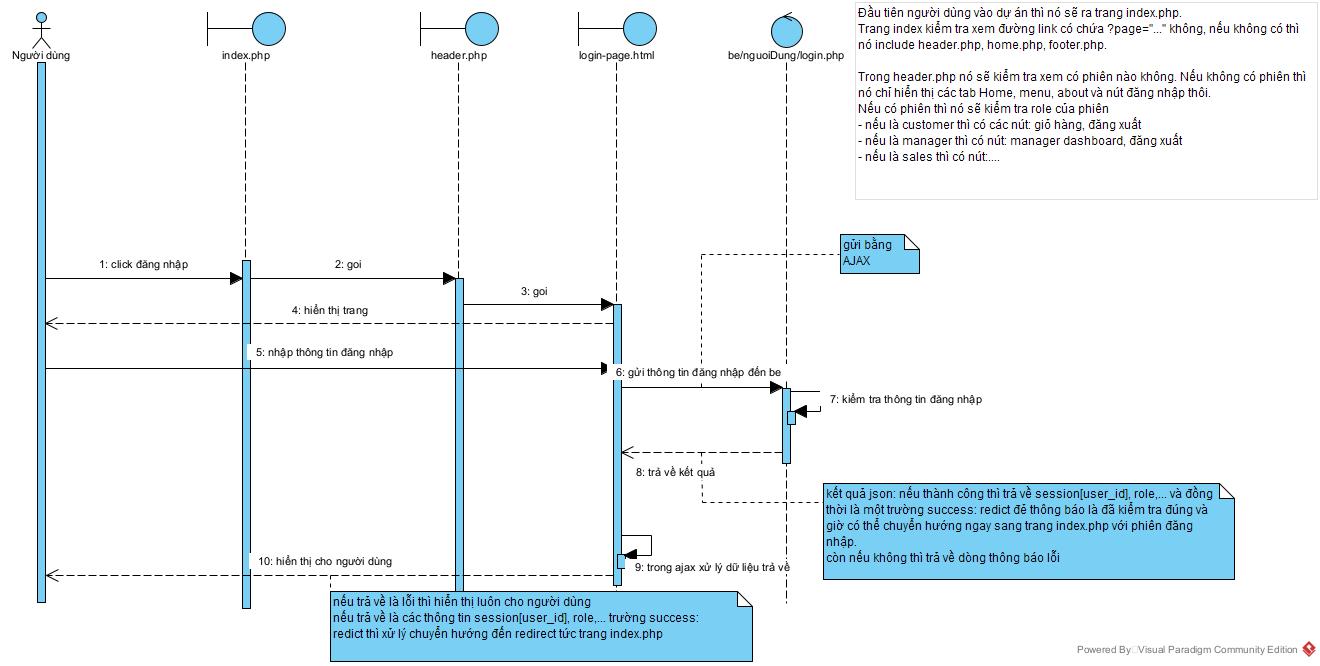 Người dùng
index.php
header.php
login-page.html
be/nguoiDung/login.php
Đầu tiên người dùng vào dự án thì nó sẽ ra trang index.php.
Trang index kiểm tra xem đường link có chứa ?page="..." không, nếu không có thì
nó include header.php, home.php, footer.php.
Trong header.php nó sẽ kiểm tra xem có phiên nào không. Nếu không có phiên thì
nó chỉ hiển thị các tab Home, menu, about và nút đăng nhập thôi.
Nếu có phiên thì nó sẽ kiểm tra role của phiên
- nếu là customer thì có các nút: giỏ hàng, đăng xuất
- nếu là manager thì có nút: manager dashboard, đăng xuất
- nếu là sales thì có nút:....
gửi bằng
AJAX
1: click đăng nhập
2: goi
3: goi
4: hiển thị trang
5: nhập thông tin đăng nhập
6: gửi thông tin đăng nhập đến be
7: kiểm tra thông tin đăng nhập
8: trả về kết quả
kết quả json: nếu thành công thì trả về session[user_id], role,... và đồng
thời là một trường success: redict để thông báo là đã kiểm tra đúng và
giờ có thể chuyển hướng ngay sang trang index.php với phiên đăng
nhập.
còn nếu không thì trả về dòng thông báo lỗi
9: trong ajax xử lý dữ liệu trả về
10: hiển thị cho người dùng
nếu trả về là lỗi thì hiển thị luôn cho người dùng
nếu trả về là các thông tin session[user_id], role,... trường success:
redict thì xử lý chuyển hướng đến redirect tức trang index.php
Powered By Visual Paradigm Community Edition